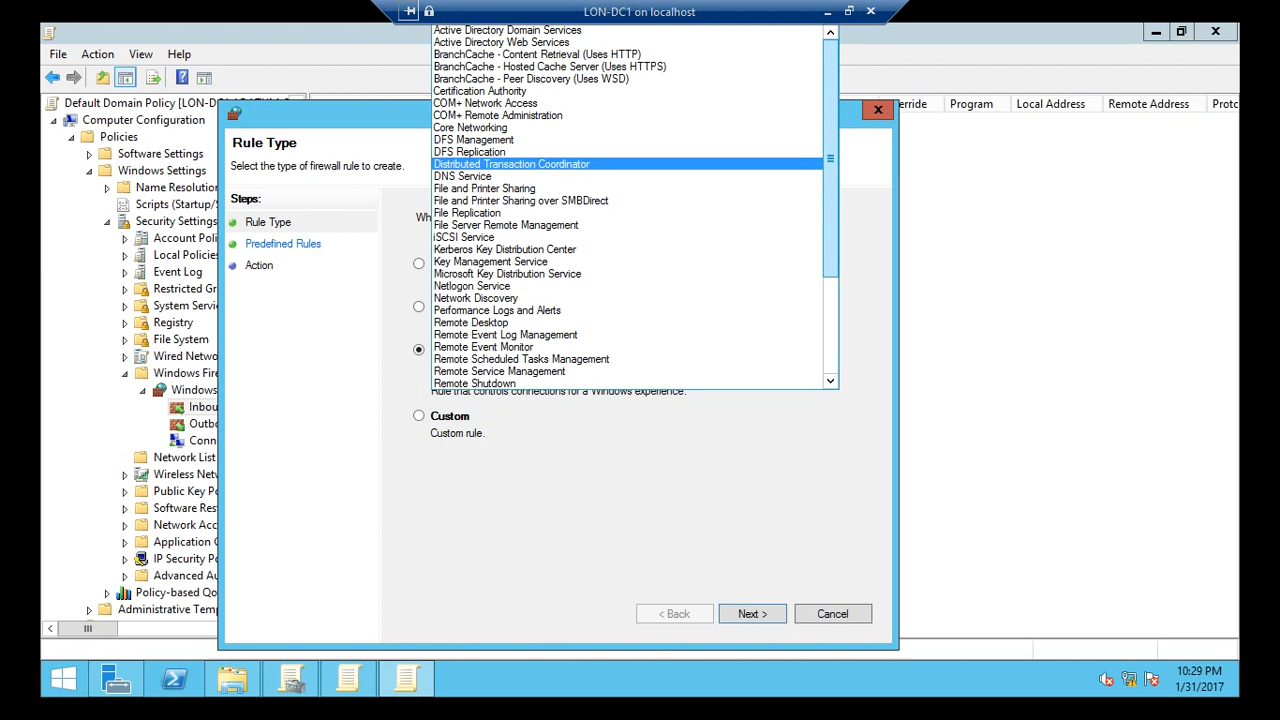 LON-DC1 on localhost
File Action View Help
Default Domain Policy [LON-DC1
Computer Configuration
Policies
Software Settings
Windows Settings
Name Resolution
Scripts (Startup/S
Security Settings
Account Poli
Local Policies
Event Log
Restricted Gr
System Servic
Registry
File System
Wired Netwo
Windows Fire
Windows
Inbou
Outbo
Conn
Network List
Wireless Netw
Public Key Po
Software Rest
Network Acc
Application C
IP Security Po
Advanced Au
Policy-based Qo
Administrative Temp
Rule Type
Select the type of firewall rule to create.
Steps:
Rule Type
Predefined Rules
Action
Wh
Active Directory Domain Services
Active Directory Web Services
BranchCache - Content Retrieval (Uses HTTP)
BranchCache - Hosted Cache Server (Uses HTTPS)
BranchCache - Peer Discovery (Uses WSD)
Certification Authority
COM+ Network Access
COM+ Remote Administration
Core Networking
DFS Management
DFS Replication
Distributed Transaction Coordinator
DNS Service
File and Printer Sharing
File and Printer Sharing over SMBDirect
File Replication
File Server Remote Management
iSCSI Service
Kerberos Key Distribution Center
Key Management Service
Microsoft Key Distribution Service
Netlogon Service
Network Discovery
Performance Logs and Alerts
Remote Desktop
Remote Event Log Management
Remote Event Monitor
Remote Scheduled Tasks Management
Remote Service Management
Remote Shutdown
Rule that controls connections for a Windows experience.
Custom
Custom rule.
< Back Next > Cancel
erride Program Local Address Remote Address Proto
10:29 PM
1/31/2017